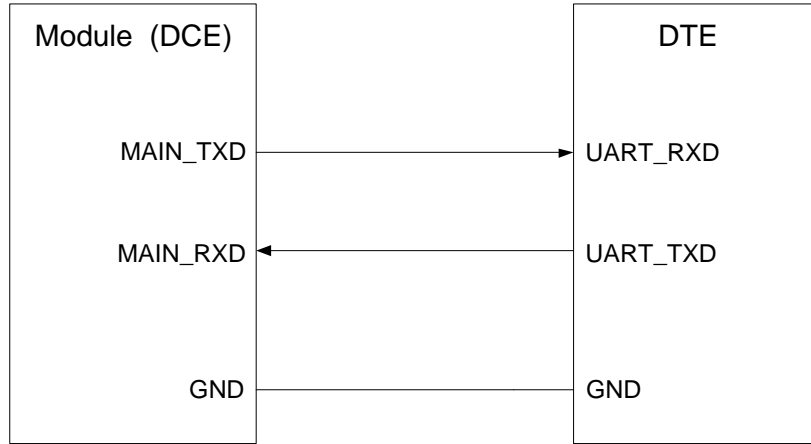 Module (DCE)
DTE
MAIN_TXD
UART_RXD
MAIN_RXD
UART_TXD
GND
GND